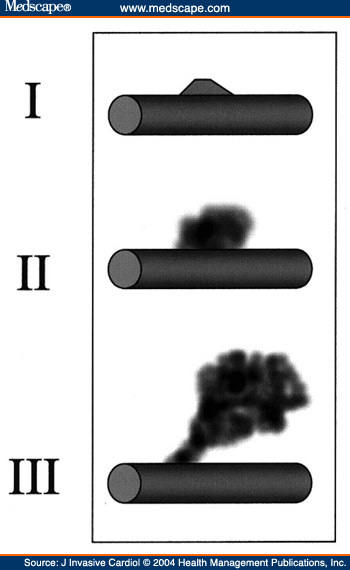 Medscape® www.medscape.com
I
II
III
Source: J Invasive Cardiol © 2004 Health Management Publications, Inc.